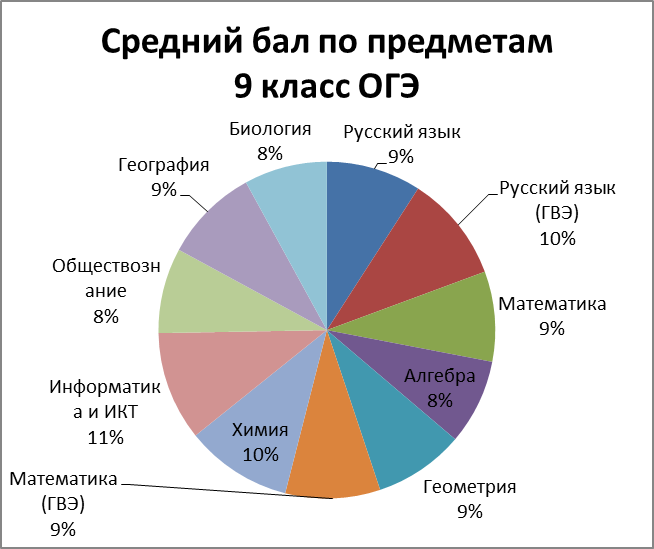 Средний бал по предметам
9 класс ОГЭ
Биология
8%
Русский язык
9%
География
9%
Русский язык
(ГВЭ)
10%
Обществозн
ание
8%
Математика
9%
Алгебра
8%
Информатик
а и ИКТ
11%
Химия
10%
Математика
(ГВЭ)
9%
Геометрия
9%